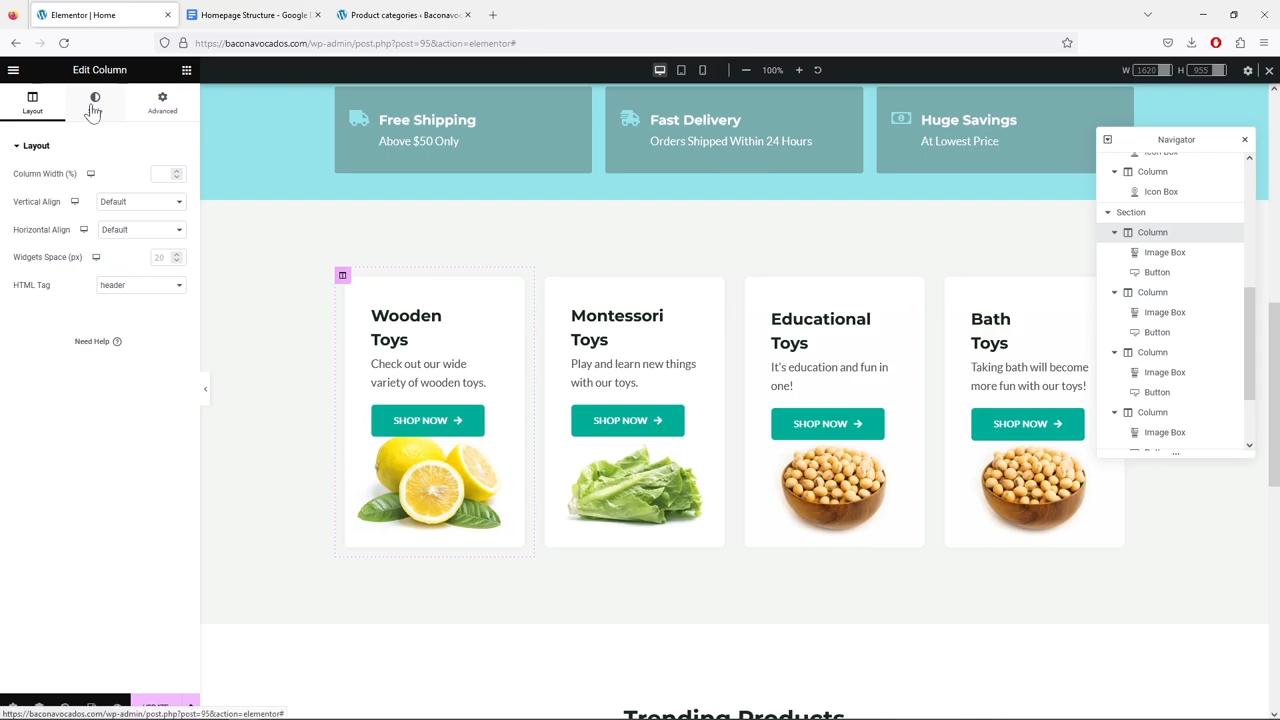 Elementor | Home
Homepage Structure - Google D
Product categories ‹ Baconavoc
https://baconavocados.com/wp-admin/post.php?post=95&action=elementor#
Edit Column
100%
W 1620
H 955
Layout
Advanced
Layout
Column Width (%)
Vertical Align
Default
Horizontal Align
Default
Widgets Space (px)
20
HTML Tag
header
Need Help
Free Shipping
Above $50 Only
Fast Delivery
Orders Shipped Within 24 Hours
Huge Savings
At Lowest Price
Wooden
Toys
Check out our wide
variety of wooden toys.
SHOP NOW
Montessori
Toys
Play and learn new things
with our toys.
SHOP NOW
Educational
Toys
It's education and fun in
one!
SHOP NOW
Bath
Toys
Taking bath will become
more fun with our toys!
SHOP NOW
Navigator
Icon Box
Column
Icon Box
Section
Column
Image Box
Button
Column
Image Box
Button
Column
Image Box
Button
Column
Image Box
Trending Products
https://baconavocados.com/wp-admin/post.php?post=95&action=elementor#